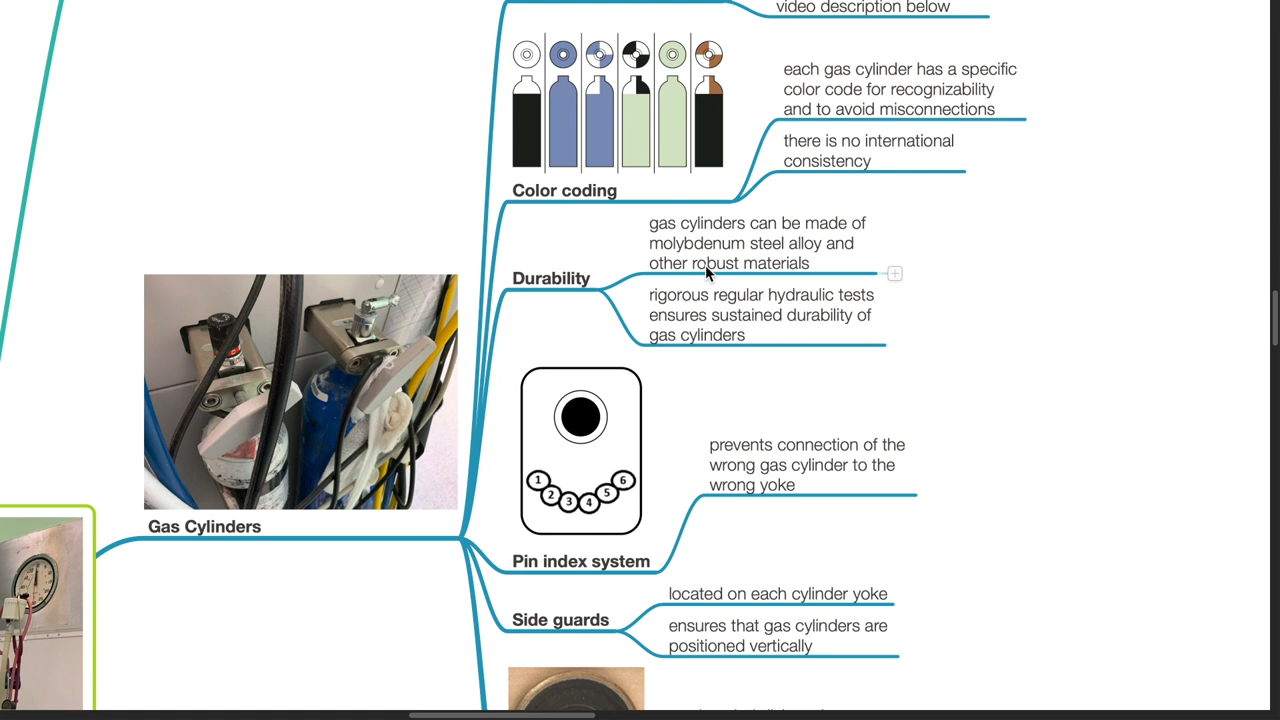 video description below
each gas cylinder has a specific
color code for recognizability
and to avoid misconnections
there is no international
consistency
Color coding
gas cylinders can be made of
molybdenum steel alloy and
other robust materials
Durability
rigorous regular hydraulic tests
ensures sustained durability of
gas cylinders
1
2
3
4
5
6
prevents connection of the
wrong gas cylinder to the
wrong yoke
Gas Cylinders
Pin index system
located on each cylinder yoke
Side guards
ensures that gas cylinders are
positioned vertically